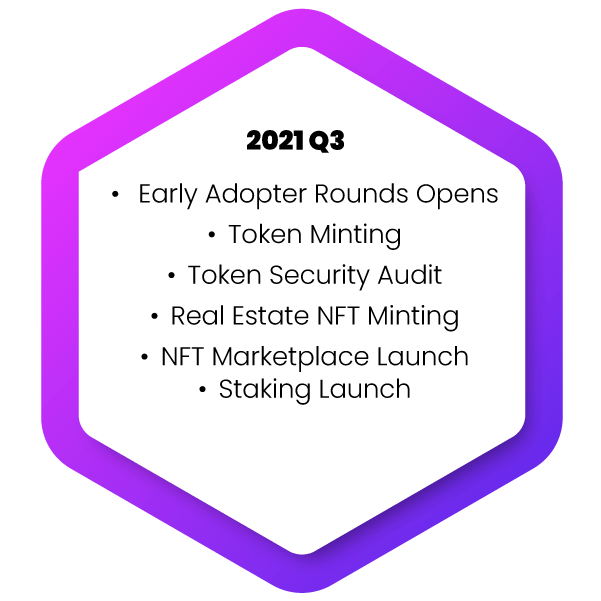 2021 Q3
• Early Adopter Rounds Opens
• Token Minting
• Token Security Audit
• Real Estate NFT Minting
• NFT Marketplace Launch
• Staking Launch